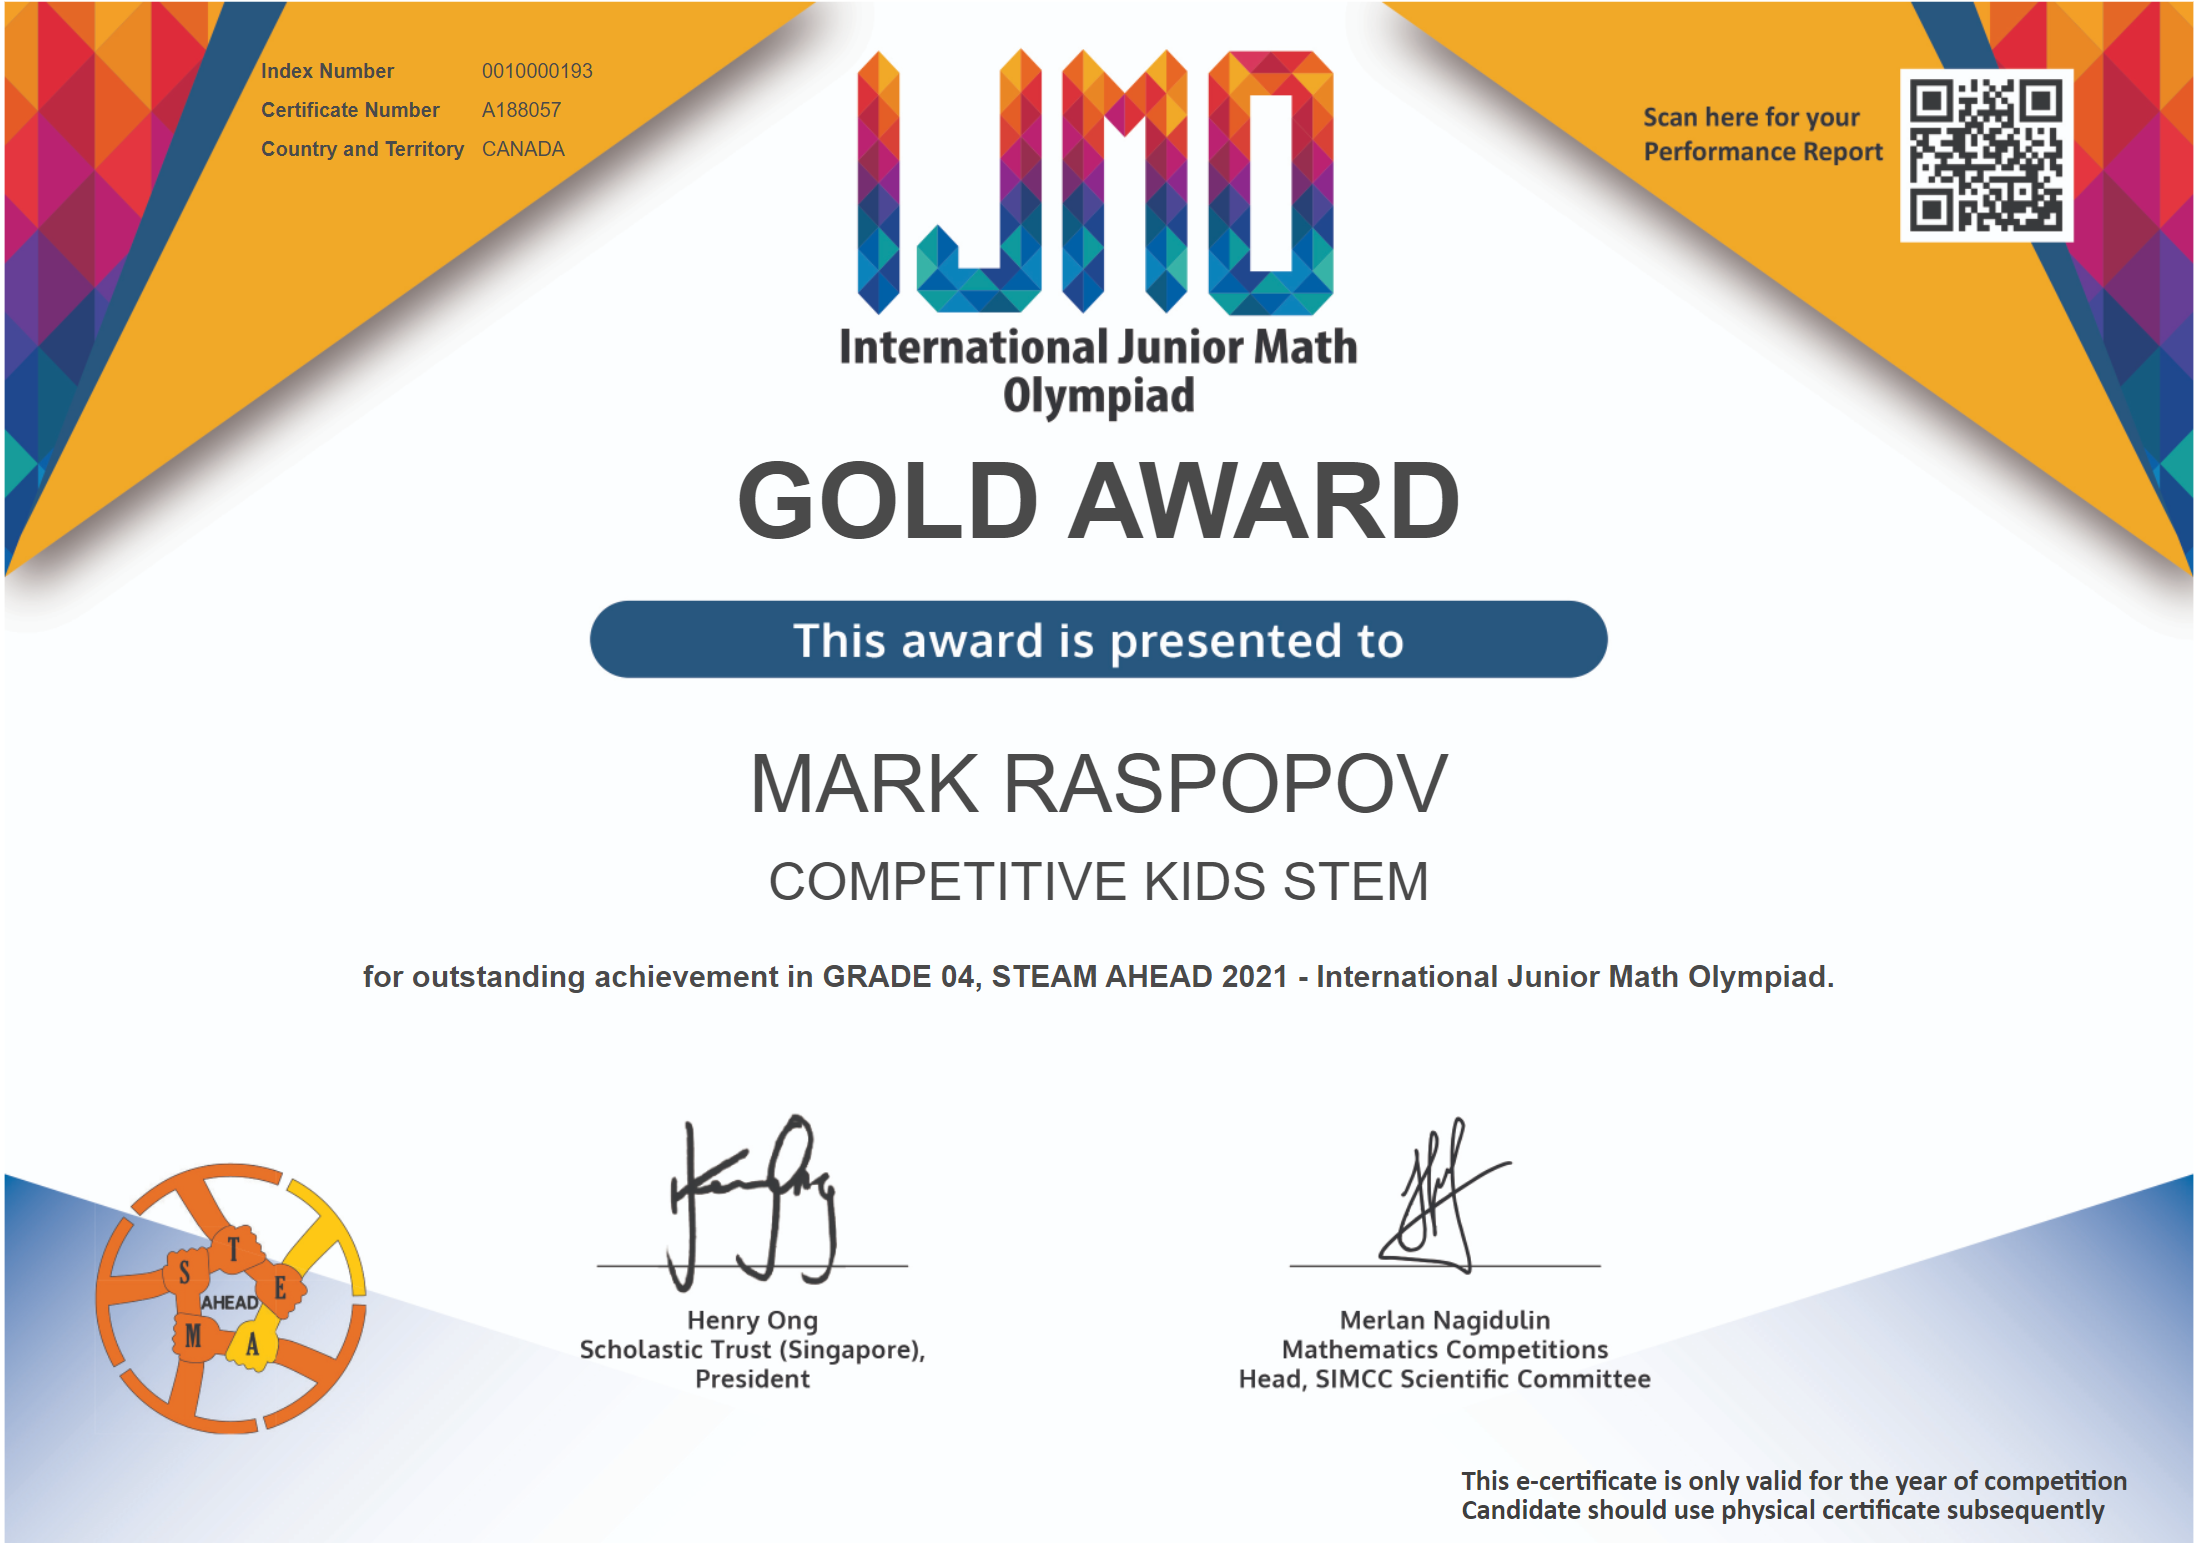 Index Number 0010000193
Certificate Number A188057
Country and Territory CANADA
Scan here for your
Performance Report
IJMO
International Junior Math
Olympiad
GOLD AWARD
This award is presented to
MARK RASPOPOV
COMPETITIVE KIDS STEM
for outstanding achievement in GRADE 04, STEAM AHEAD 2021 - International Junior Math Olympiad.
S T E A M
AHEAD
Henry Ong
Scholastic Trust (Singapore),
President
Merlan Nagidulin
Mathematics Competitions
Head, SIMCC Scientific Committee
This e-certificate is only valid for the year of competition
Candidate should use physical certificate subsequently